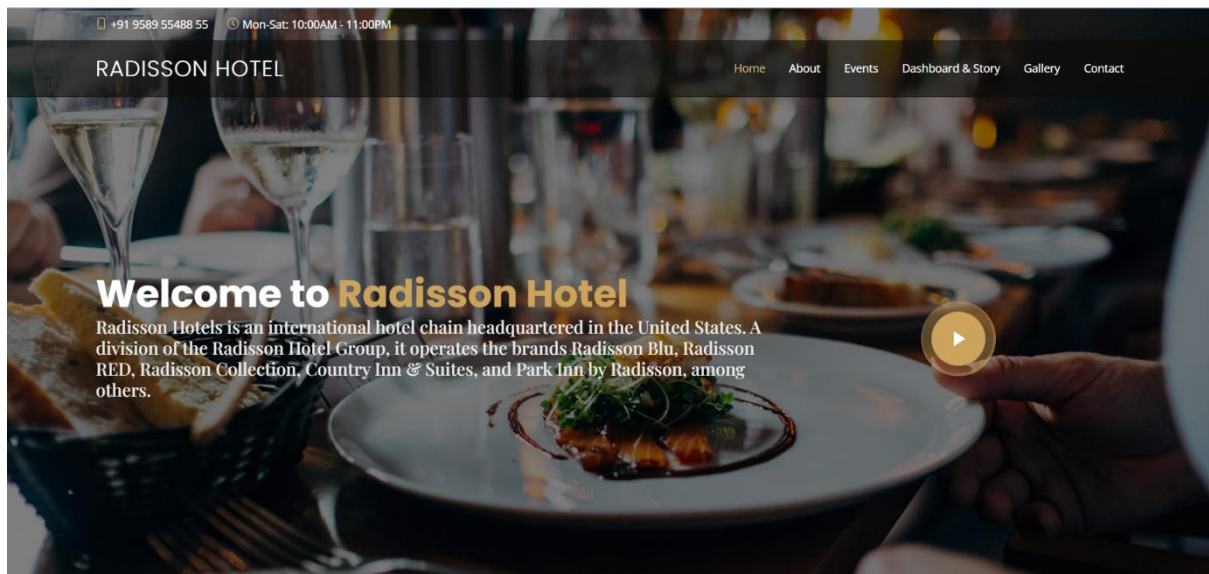 +91 9589 55488 55 Mon-Sat: 10:00AM - 11:00PM
RADISSON HOTEL
Home About Events Dashboard & Story Gallery Contact
Welcome to Radisson Hotel
Radisson Hotels is an international hotel chain headquartered in the United States. A
division of the Radisson Hotel Group, it operates the brands Radisson Blu, Radisson
RED, Radisson Collection, Country Inn & Suites, and Park Inn by Radisson, among
others.